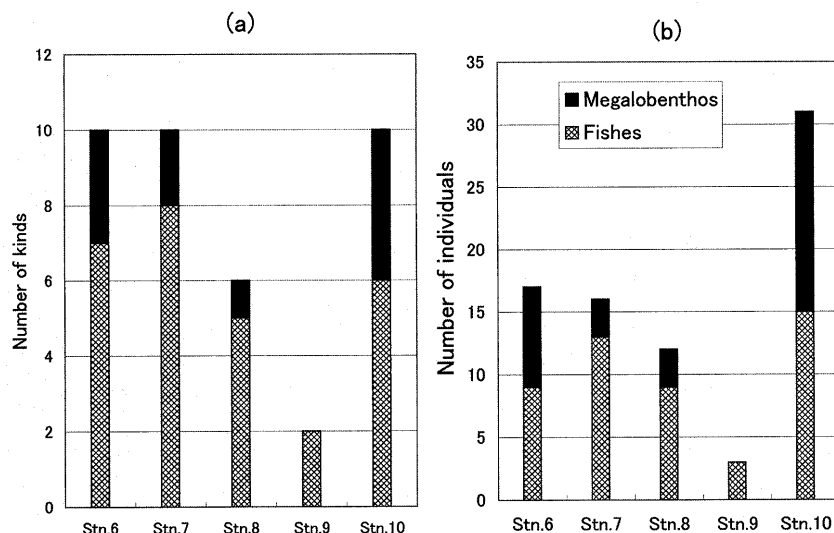 (a)
Number of kinds
12
10
8
6
4
2
0
Stn.6 Stn.7 Stn.8 Stn.9 Stn.10
(b)
Number of individuals
35
30
25
20
15
10
5
0
Megalobenthos
Fishes
Stn.6 Stn.7 Stn.8 Stn.9 Stn.10